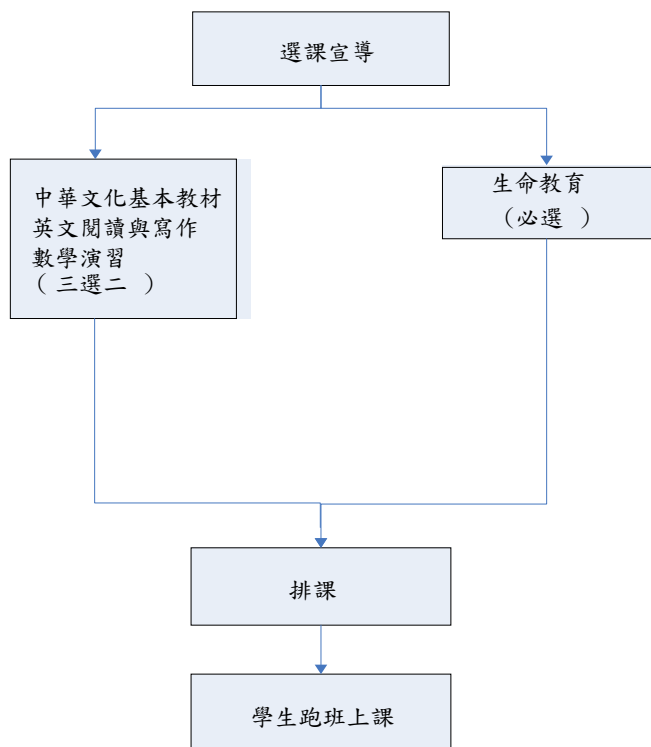 選課宣導
中華文化基本教材
英文閱讀與寫作
數學演習
（三選二 ）
生命教育
（必選 ）
排課
學生跑班上課